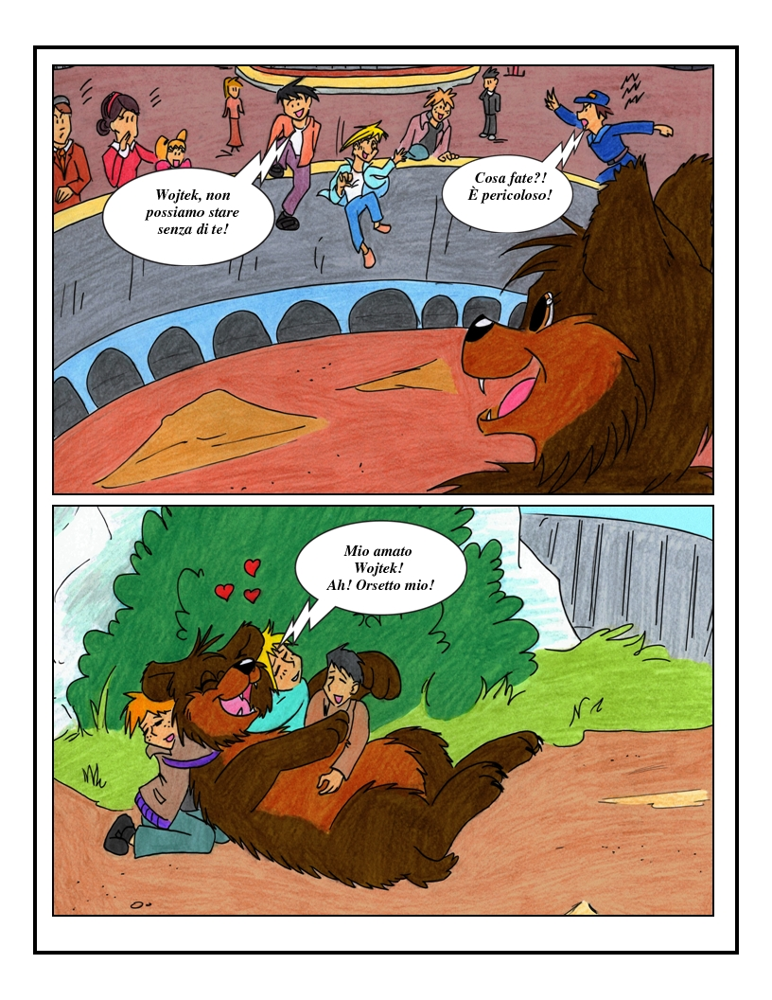 Wojtek, non
possiamo stare
senza di te!
Cosa fate?!
È pericoloso!
Mio amato
Wojtek!
Ah! Orsetto mio!